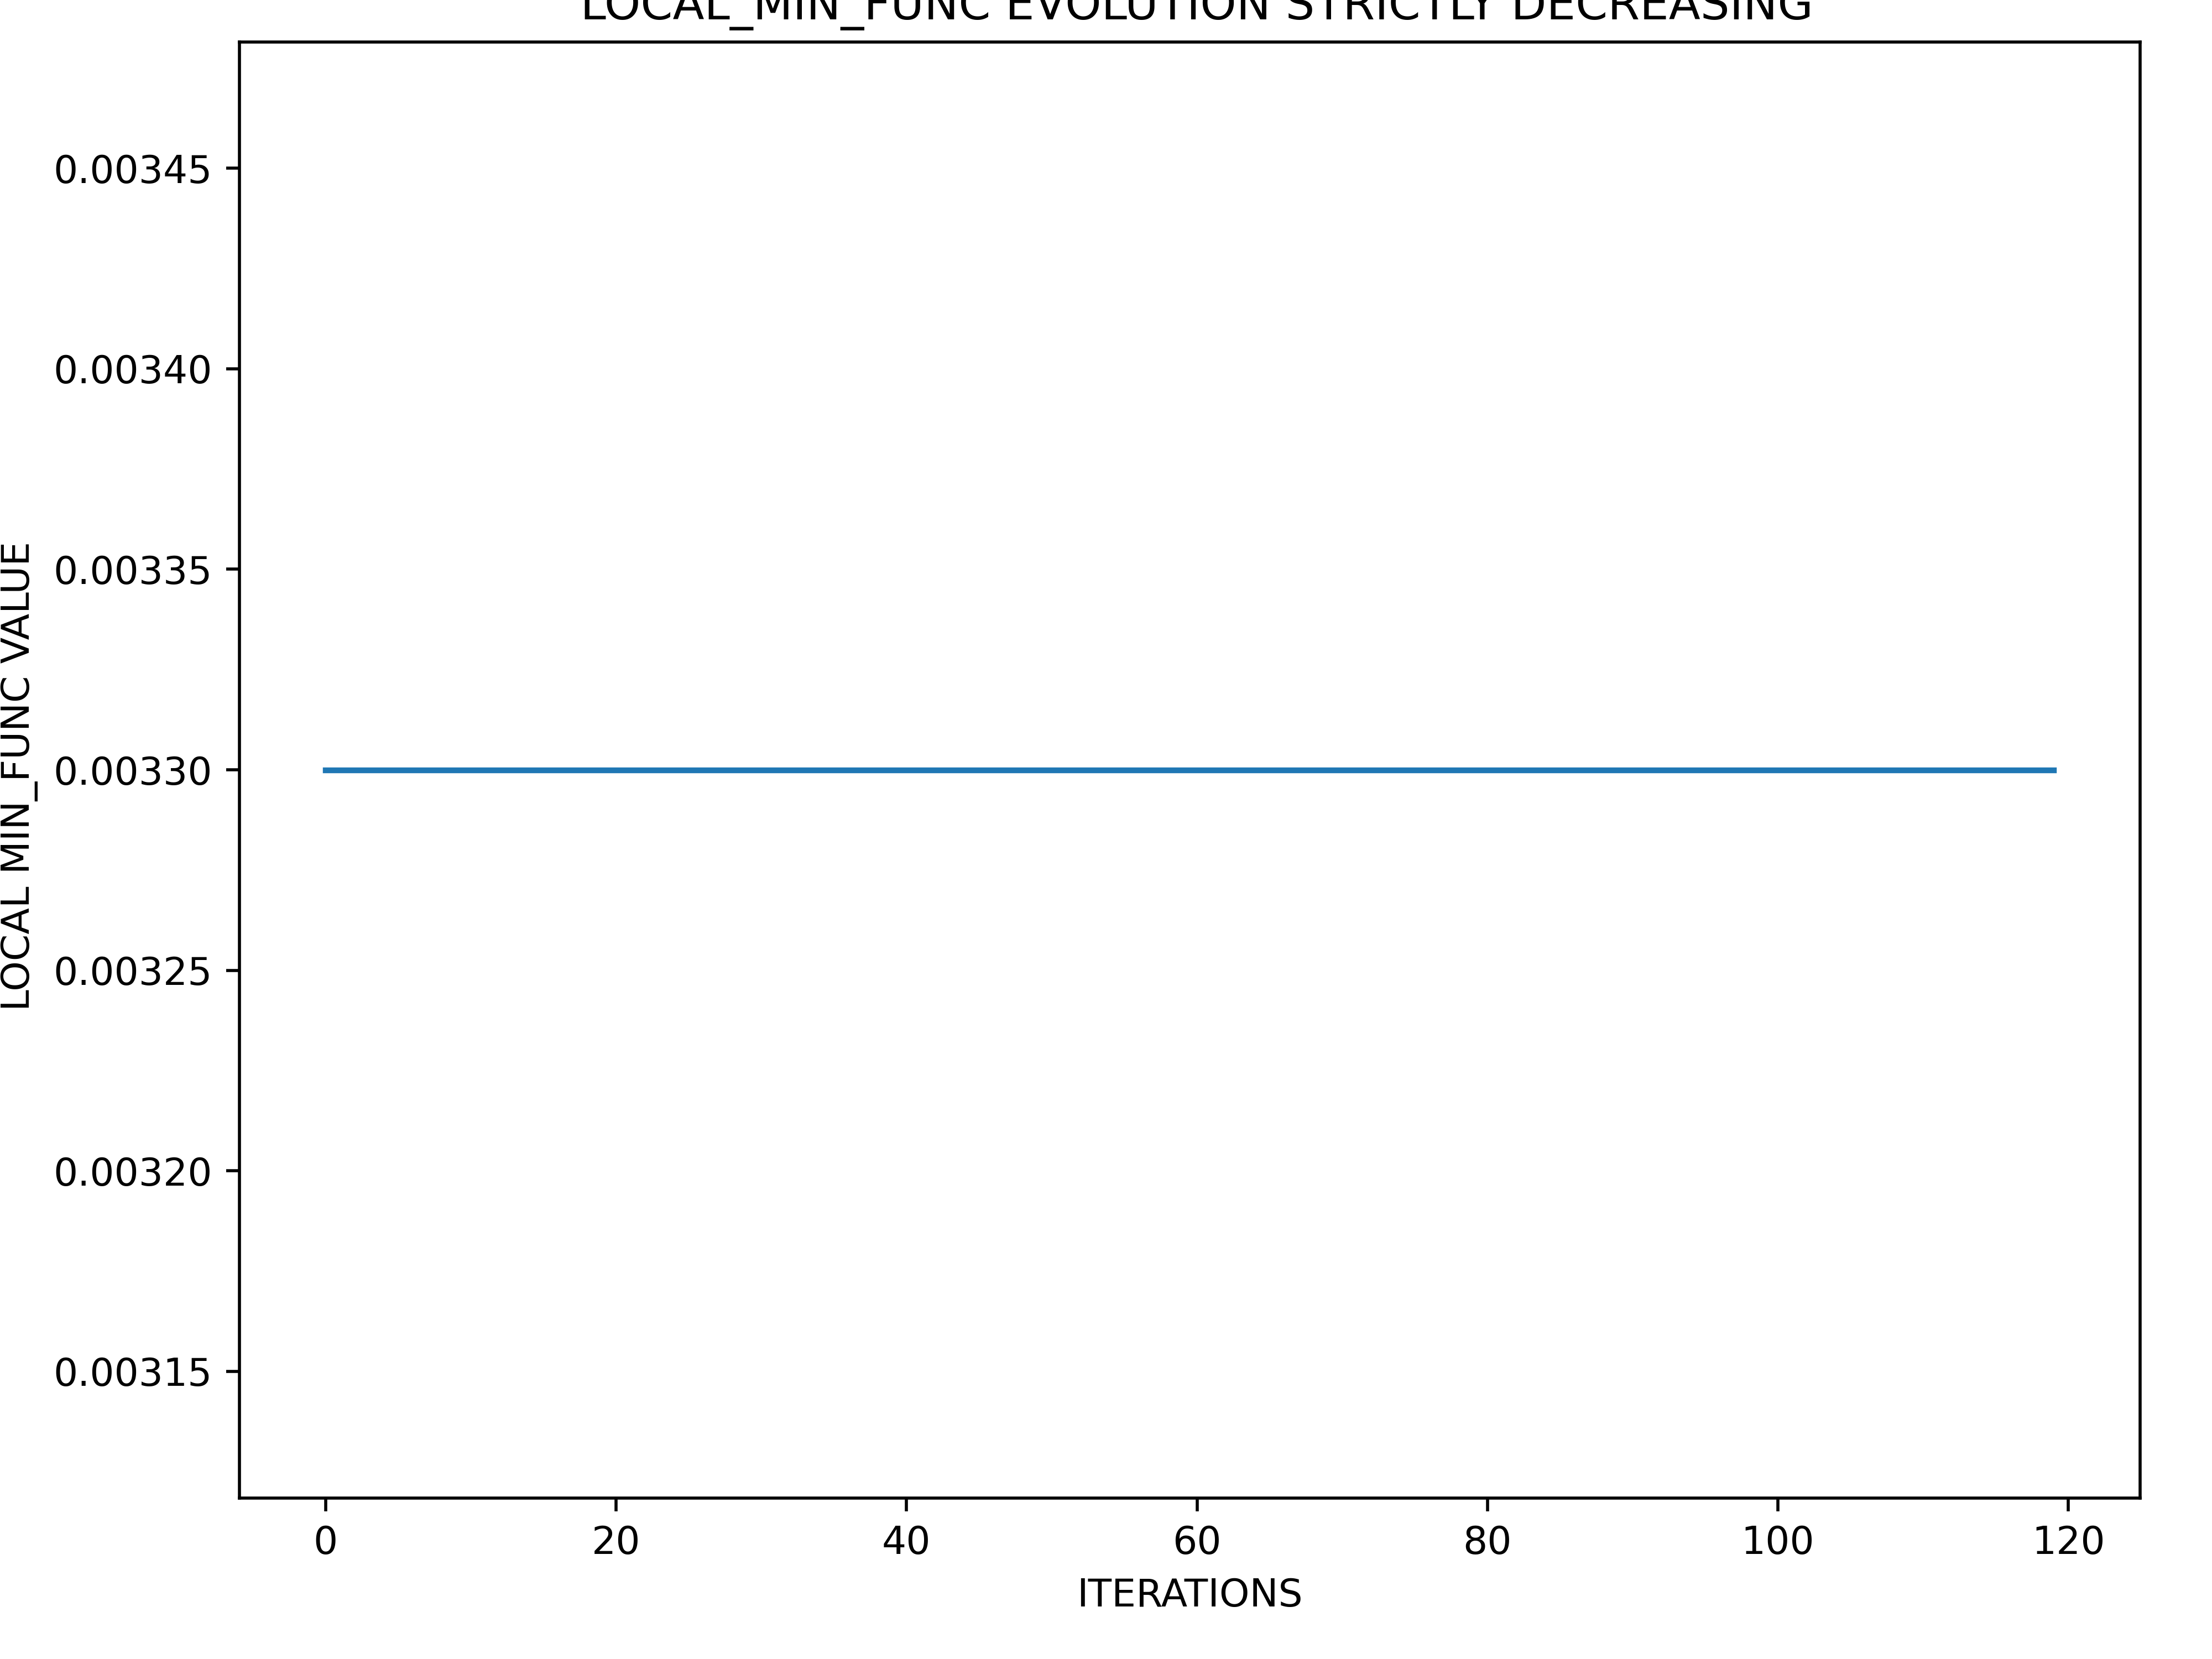 LOCAL_MIN_FUNC EVOLUTION STRICTLY DECREASING
0.00345
0.00340
0.00335
0.00330
0.00325
0.00320
0.00315
LOCAL MIN_FUNC VALUE
0 20 40 60 80 100 120
ITERATIONS